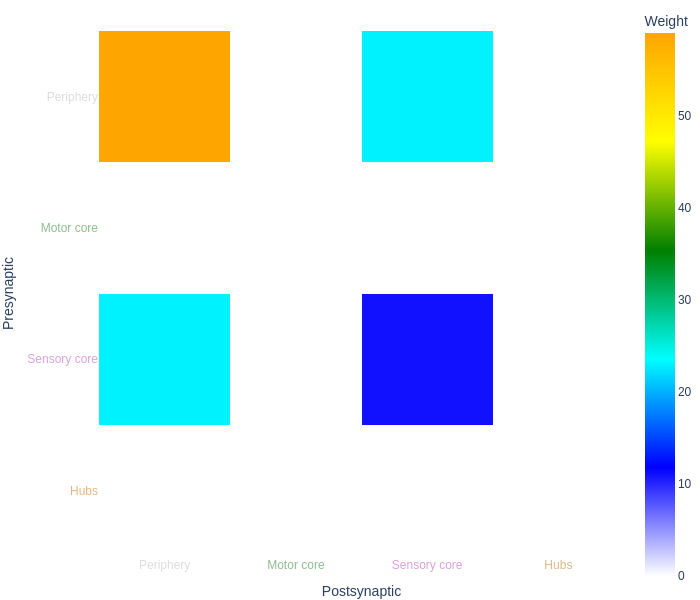 Weight
Periphery
Motor core
Sensory core
Hubs
Presynaptic
Periphery Motor core Sensory core Hubs
Postsynaptic
50
40
30
20
10
0